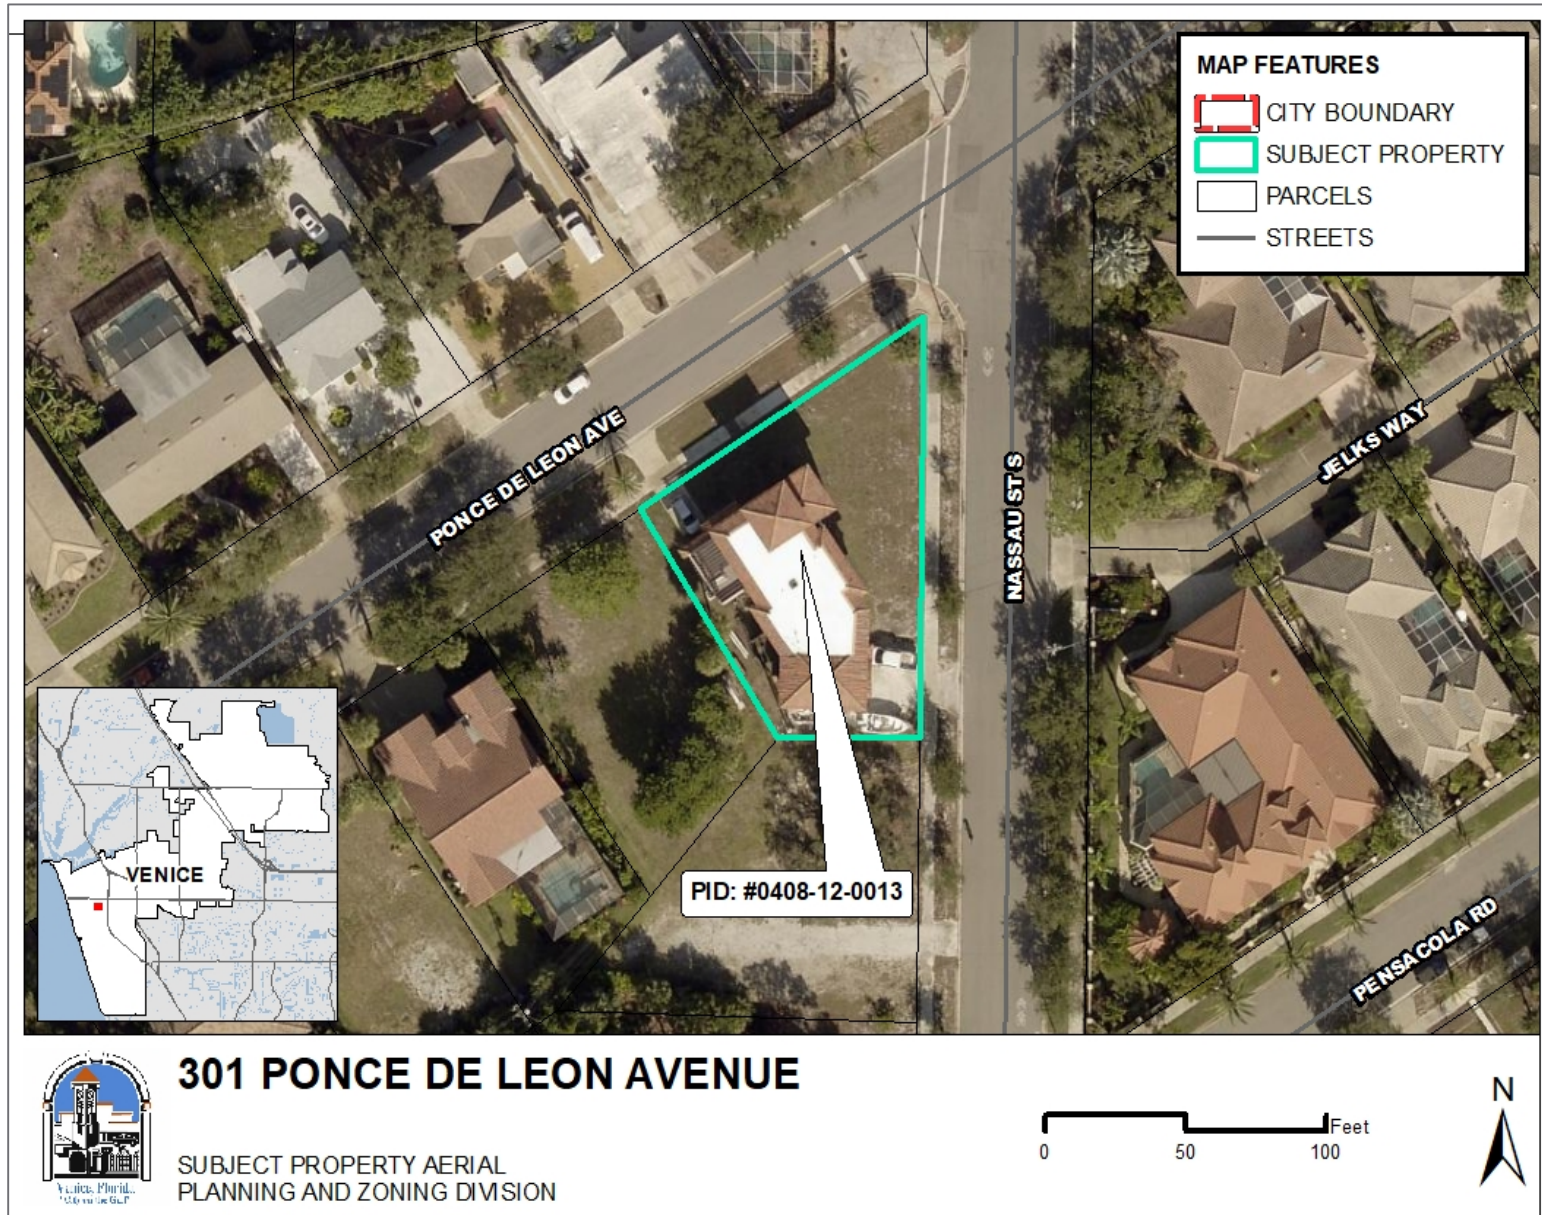 MAP FEATURES
CITY BOUNDARY
SUBJECT PROPERTY
PARCELS
STREETS
PONCE DE LEON AVE
NASSAU ST S
JELKS WAY
VENICE
PID: #0408-12-0013
PENSACOLA RD
301 PONCE DE LEON AVENUE
SUBJECT PROPERTY AERIAL
PLANNING AND ZONING DIVISION
Feet
0 50 100
N